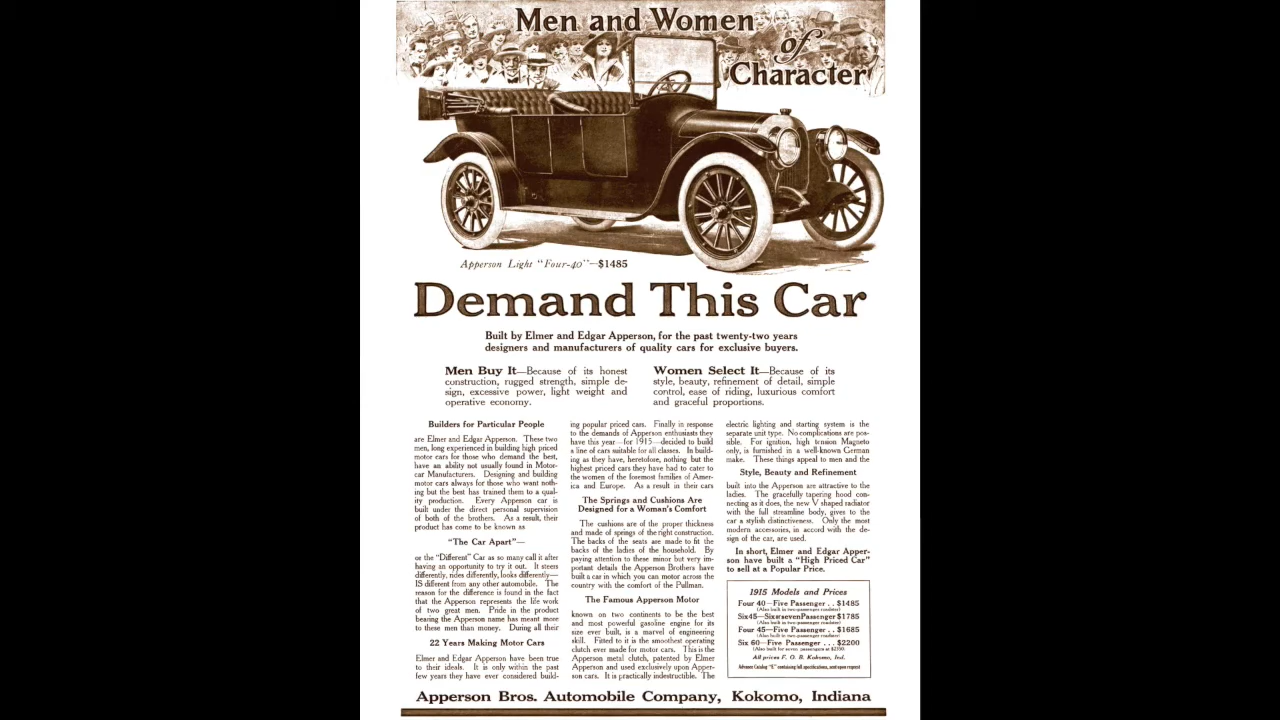 Men and Women
of
Character
Apperson Light "Four-40"—$1485
Demand This Car
Built by Elmer and Edgar Apperson, for the past twenty-two years
designers and manufacturers of quality cars for exclusive buyers.
Men Buy It—Because of its honest
construction, rugged strength, simple de-
sign, excessive power, light weight and
operative economy.
Women Select It—Because of its
style, beauty, refinement of detail, simple
control, ease of riding, luxurious comfort
and graceful proportions.
Builders for Particular People
are Elmer and Edgar Apperson. These two
men, long experienced in building high priced
motor cars for those who demand the best,
have an ability not usually found in Motor-
car Manufacturers. Designing and building
motor cars always for those who want noth-
ing but the best has trained them to a qual-
ity production. Every Apperson car is
built under the direct personal supervision
of both of the brothers. As a result, their
product has come to be known as
"The Car Apart"—
or the "Different" Car as so many call it after
having an opportunity to try it out. It steers
differently, rides differently, looks differently—
IS different from any other automobile. The
reason for the difference is found in the fact
that the Apperson represents the life work
of two great men. Pride in the product
bearing the Apperson name has meant more
to these men than money. During all their
22 Years Making Motor Cars
Elmer and Edgar Apperson have been true
to their ideals. It is only within the past
few years they have ever considered build-
ing popular priced cars. Finally in response
to the demands of Apperson enthusiasts they
have this year—for 1915—decided to build
a line of cars suitable for all classes. In build-
ing as they have, heretofore, nothing but the
highest priced cars they have had to cater to
the women of the foremost families of Amer-
ica and Europe. As a result in their cars
The Springs and Cushions Are
Designed for a Woman's Comfort
The cushions are of the proper thickness
and made of springs of the right construction.
The backs of the seats are made to fit the
backs of the ladies of the household. By
paying attention to these minor but very im-
portant details the Apperson Brothers have
built a car in which you can motor across the
country with the comfort of the Pullman.
The Famous Apperson Motor
known on two continents to be the best
and most powerful gasoline engine for its
size ever built, is a marvel of engineering
skill. Fitted to it is the smoothest operating
clutch ever made for motor cars. This is the
Apperson metal clutch, patented by Elmer
Apperson and used exclusively upon Apper-
son cars. It is practically indestructible. The
electric lighting and starting system is the
separate unit type. No complications are pos-
sible. For ignition, high tension Magneto
only, is furnished in a well-known German
make. These things appeal to men and the
Style, Beauty and Refinement
built into the Apperson are attractive to the
ladies. The gracefully tapering hood con-
necting as it does, the new V shaped radiator
with the full streamline body, gives to the
car a stylish distinctiveness. Only the most
modern accessories, in accord with the de-
sign of the car, are used.
In short, Elmer and Edgar Apper-
son have built a "High Priced Car"
to sell at a Popular Price.
1915 Models and Prices
Four 40—Five Passenger . . $1485
(Also built in two-passenger roadster)
Six 45—Six or seven Passenger $1785
Four 45—Five Passenger . . $1685
(Also built in two-passenger roadster)
Six 60—Five Passenger . . . $2200
(Also built for seven passengers at $2350)
All prices F. O. B. Kokomo, Ind.
Advance Catalog "E" containing full specifications, sent upon request
Apperson Bros. Automobile Company, Kokomo, Indiana